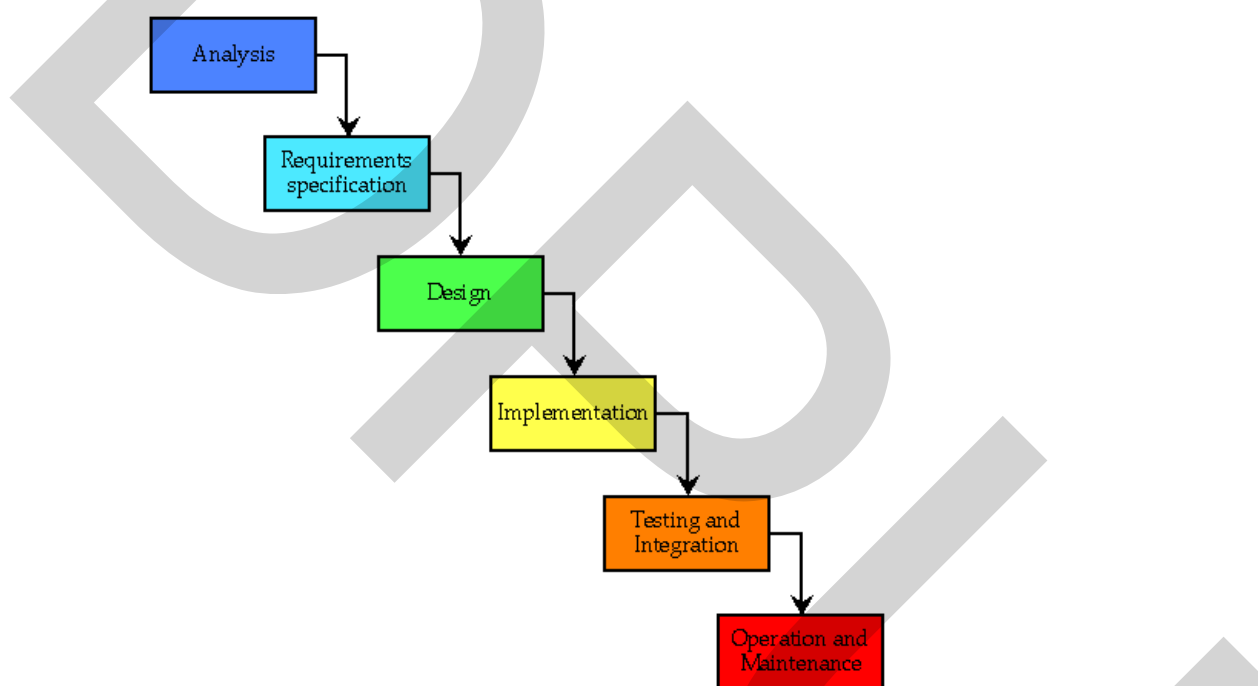 Analysis
Requirements
specification
Design
Implementation
Testing and
Integration
Operation and
Maintenance